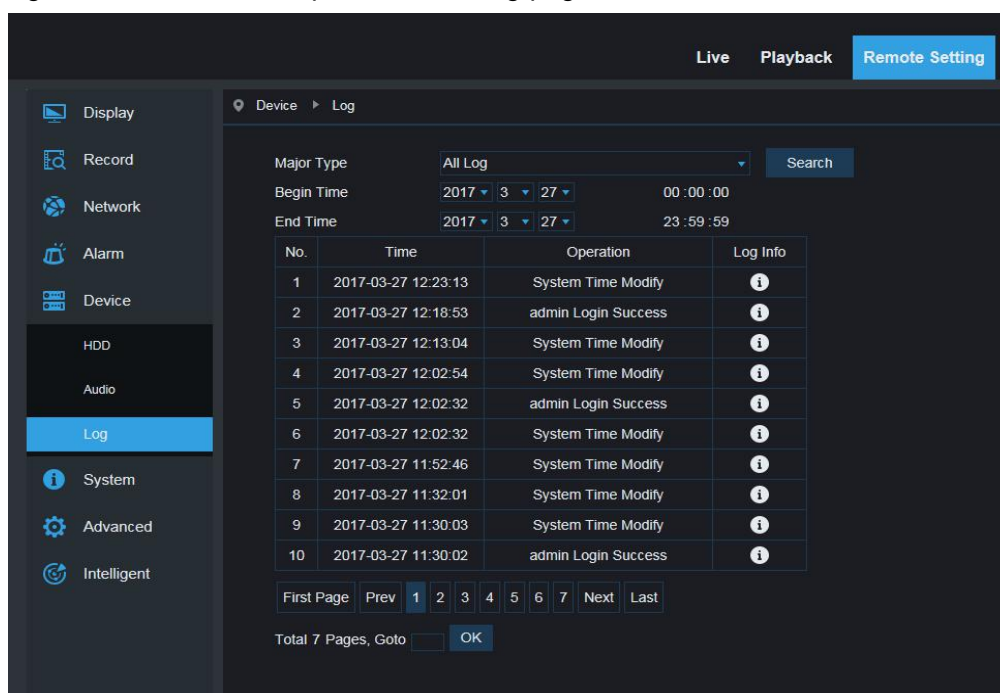 Live Playback Remote Setting
Display
Record
Network
Alarm
Device
HDD
Audio
Log
System
Advanced
Intelligent
Device Log
Major Type All Log Search
Begin Time 2017 3 27 00 :00 :00
End Time 2017 3 27 23 :59 :59
No. Time Operation Log Info
1 2017-03-27 12:23:13 System Time Modify
2 2017-03-27 12:18:53 admin Login Success
3 2017-03-27 12:13:04 System Time Modify
4 2017-03-27 12:02:54 System Time Modify
5 2017-03-27 12:02:32 admin Login Success
6 2017-03-27 12:02:32 System Time Modify
7 2017-03-27 11:52:46 System Time Modify
8 2017-03-27 11:32:01 System Time Modify
9 2017-03-27 11:30:03 System Time Modify
10 2017-03-27 11:30:02 admin Login Success
First Page Prev 1 2 3 4 5 6 7 Next Last
Total 7 Pages, Goto OK